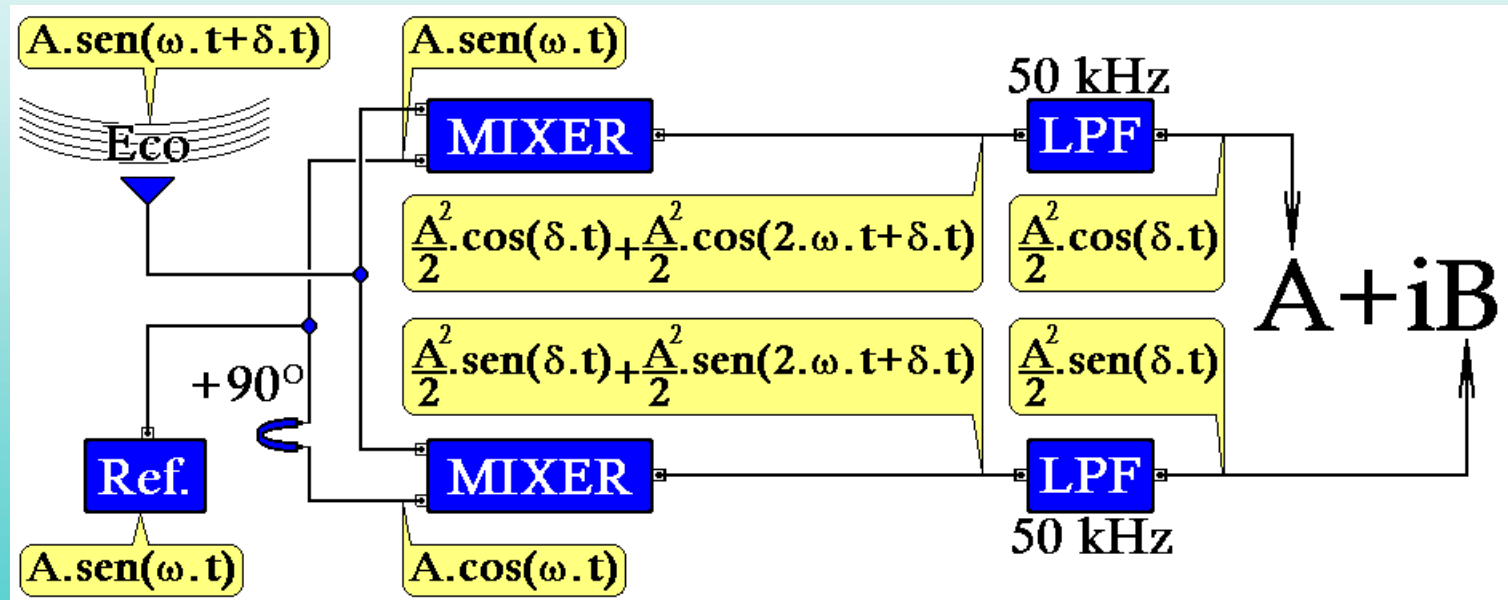 A.sen(ω.t+δ.t)
A.sen(ω.t)
50 kHz
Eco
MIXER
LPF
A²/2.cos(δ.t)+A²/2.cos(2.ω.t+δ.t)
A²/2.cos(δ.t)
A+iB
+90°
A²/2.sen(δ.t)+A²/2.sen(2.ω.t+δ.t)
A²/2.sen(δ.t)
Ref.
MIXER
LPF
50 kHz
A.sen(ω.t)
A.cos(ω.t)